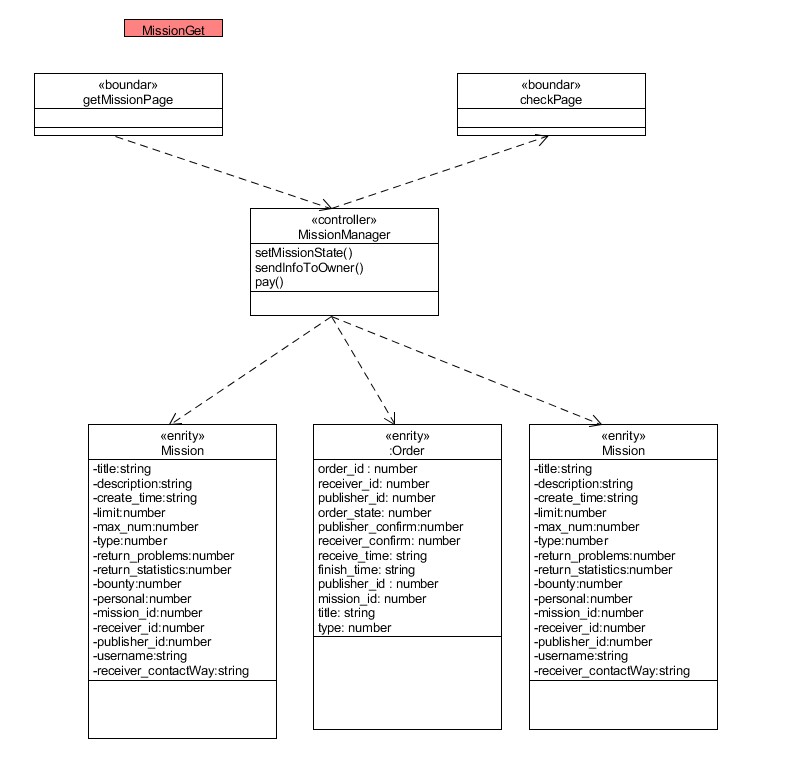 MissionGet
«boundar»
getMissionPage
«boundar»
checkPage
«controller»
MissionManager
setMissionState()
sendInfoToOwner()
pay()
«enrity»
Mission
-title:string
-description:string
-create_time:string
-limit:number
-max_num:number
-type:number
-return_problems:number
-return_statistics:number
-bounty:number
-personal:number
-mission_id:number
-receiver_id:number
-publisher_id:number
-username:string
-receiver_contactWay:string
«enrity»
:Order
order_id : number
receiver_id: number
publisher_id: number
order_state: number
publisher_confirm:number
receiver_confirm: number
receive_time: string
finish_time: string
publisher_id : number
mission_id: number
title: string
type: number
«enrity»
Mission
-title:string
-description:string
-create_time:string
-limit:number
-max_num:number
-type:number
-return_problems:number
-return_statistics:number
-bounty:number
-personal:number
-mission_id:number
-receiver_id:number
-publisher_id:number
-username:string
-receiver_contactWay:string